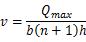 v = Q_max / b(n + 1)h